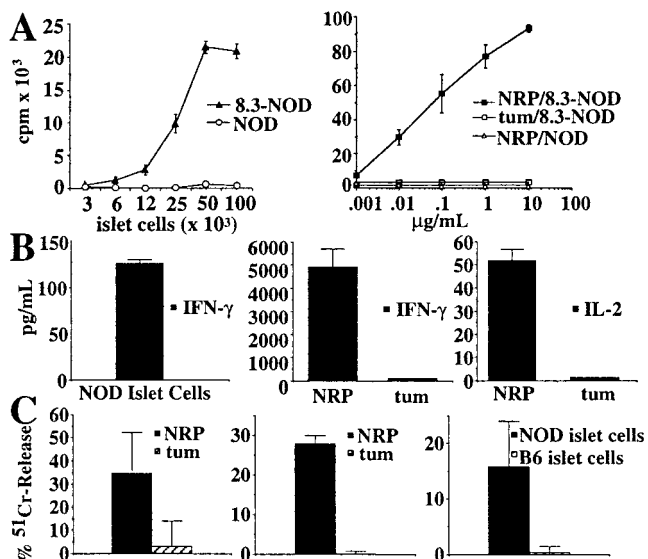 A
cpm x 10³
25
20
15
10
5
0
8.3-NOD
NOD
3 6 12 25 50 100
islet cells (x 10³)
100
80
60
40
20
0
NRP/8.3-NOD
tum/8.3-NOD
NRP/NOD
.001 .01 .1 1 10 100
μg/mL
B
pg/mL
150
100
50
0
IFN-γ
NOD Islet Cells
6000
5000
4000
3000
2000
1000
0
IFN-γ
NRP tum
60
50
40
30
20
10
0
IL-2
NRP tum
C
% ⁵¹Cr-Release
60
50
40
30
20
10
0
NRP
tum
30
20
10
0
NRP
tum
20
10
0
NOD islet cells
B6 islet cells